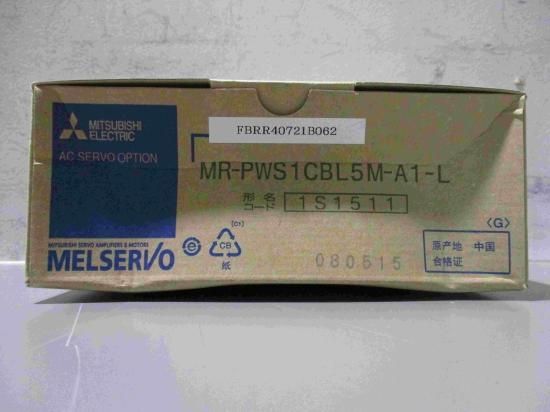 FBRR40721B062
MITSUBISHI
ELECTRIC
AC SERVO OPTION
MR-PWS1CBL5M-A1-L
形名
コード 1S1511
[C1]
<G>
MITSUBISHI SERVO AMPLIFIERS & MOTORS
MELSERVO
e
CB
纸
080515
原产地 中国
合格证